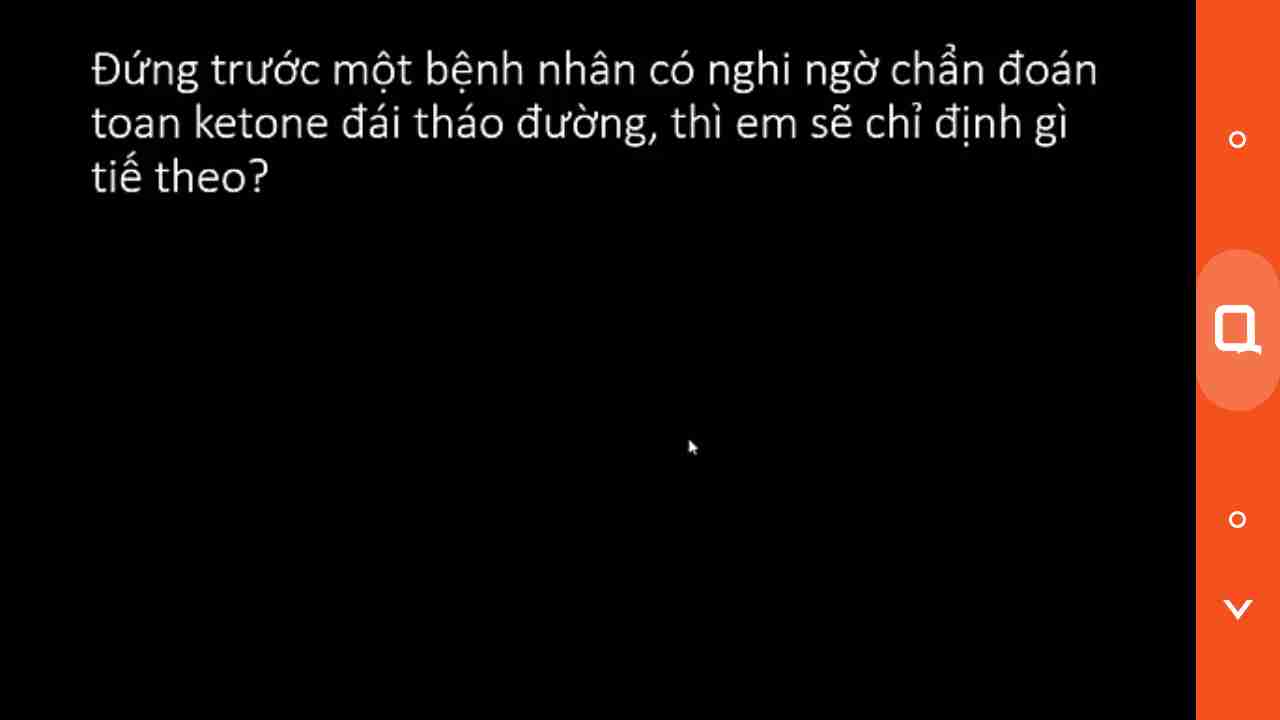 Đứng trước một bệnh nhân có nghi ngờ chẩn đoán
toan ketone đái tháo đường, thì em sẽ chỉ định gì
tiế theo?